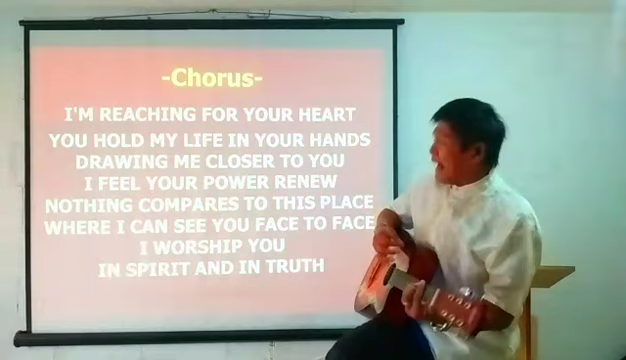 -Chorus-
I'M REACHING FOR YOUR HEART
YOU HOLD MY LIFE IN YOUR HANDS
DRAWING ME CLOSER TO YOU
I FEEL YOUR POWER RENEW
NOTHING COMPARES TO THIS PLACE
WHERE I CAN SEE YOU FACE TO FACE
I WORSHIP YOU
IN SPIRIT AND IN TRUTH